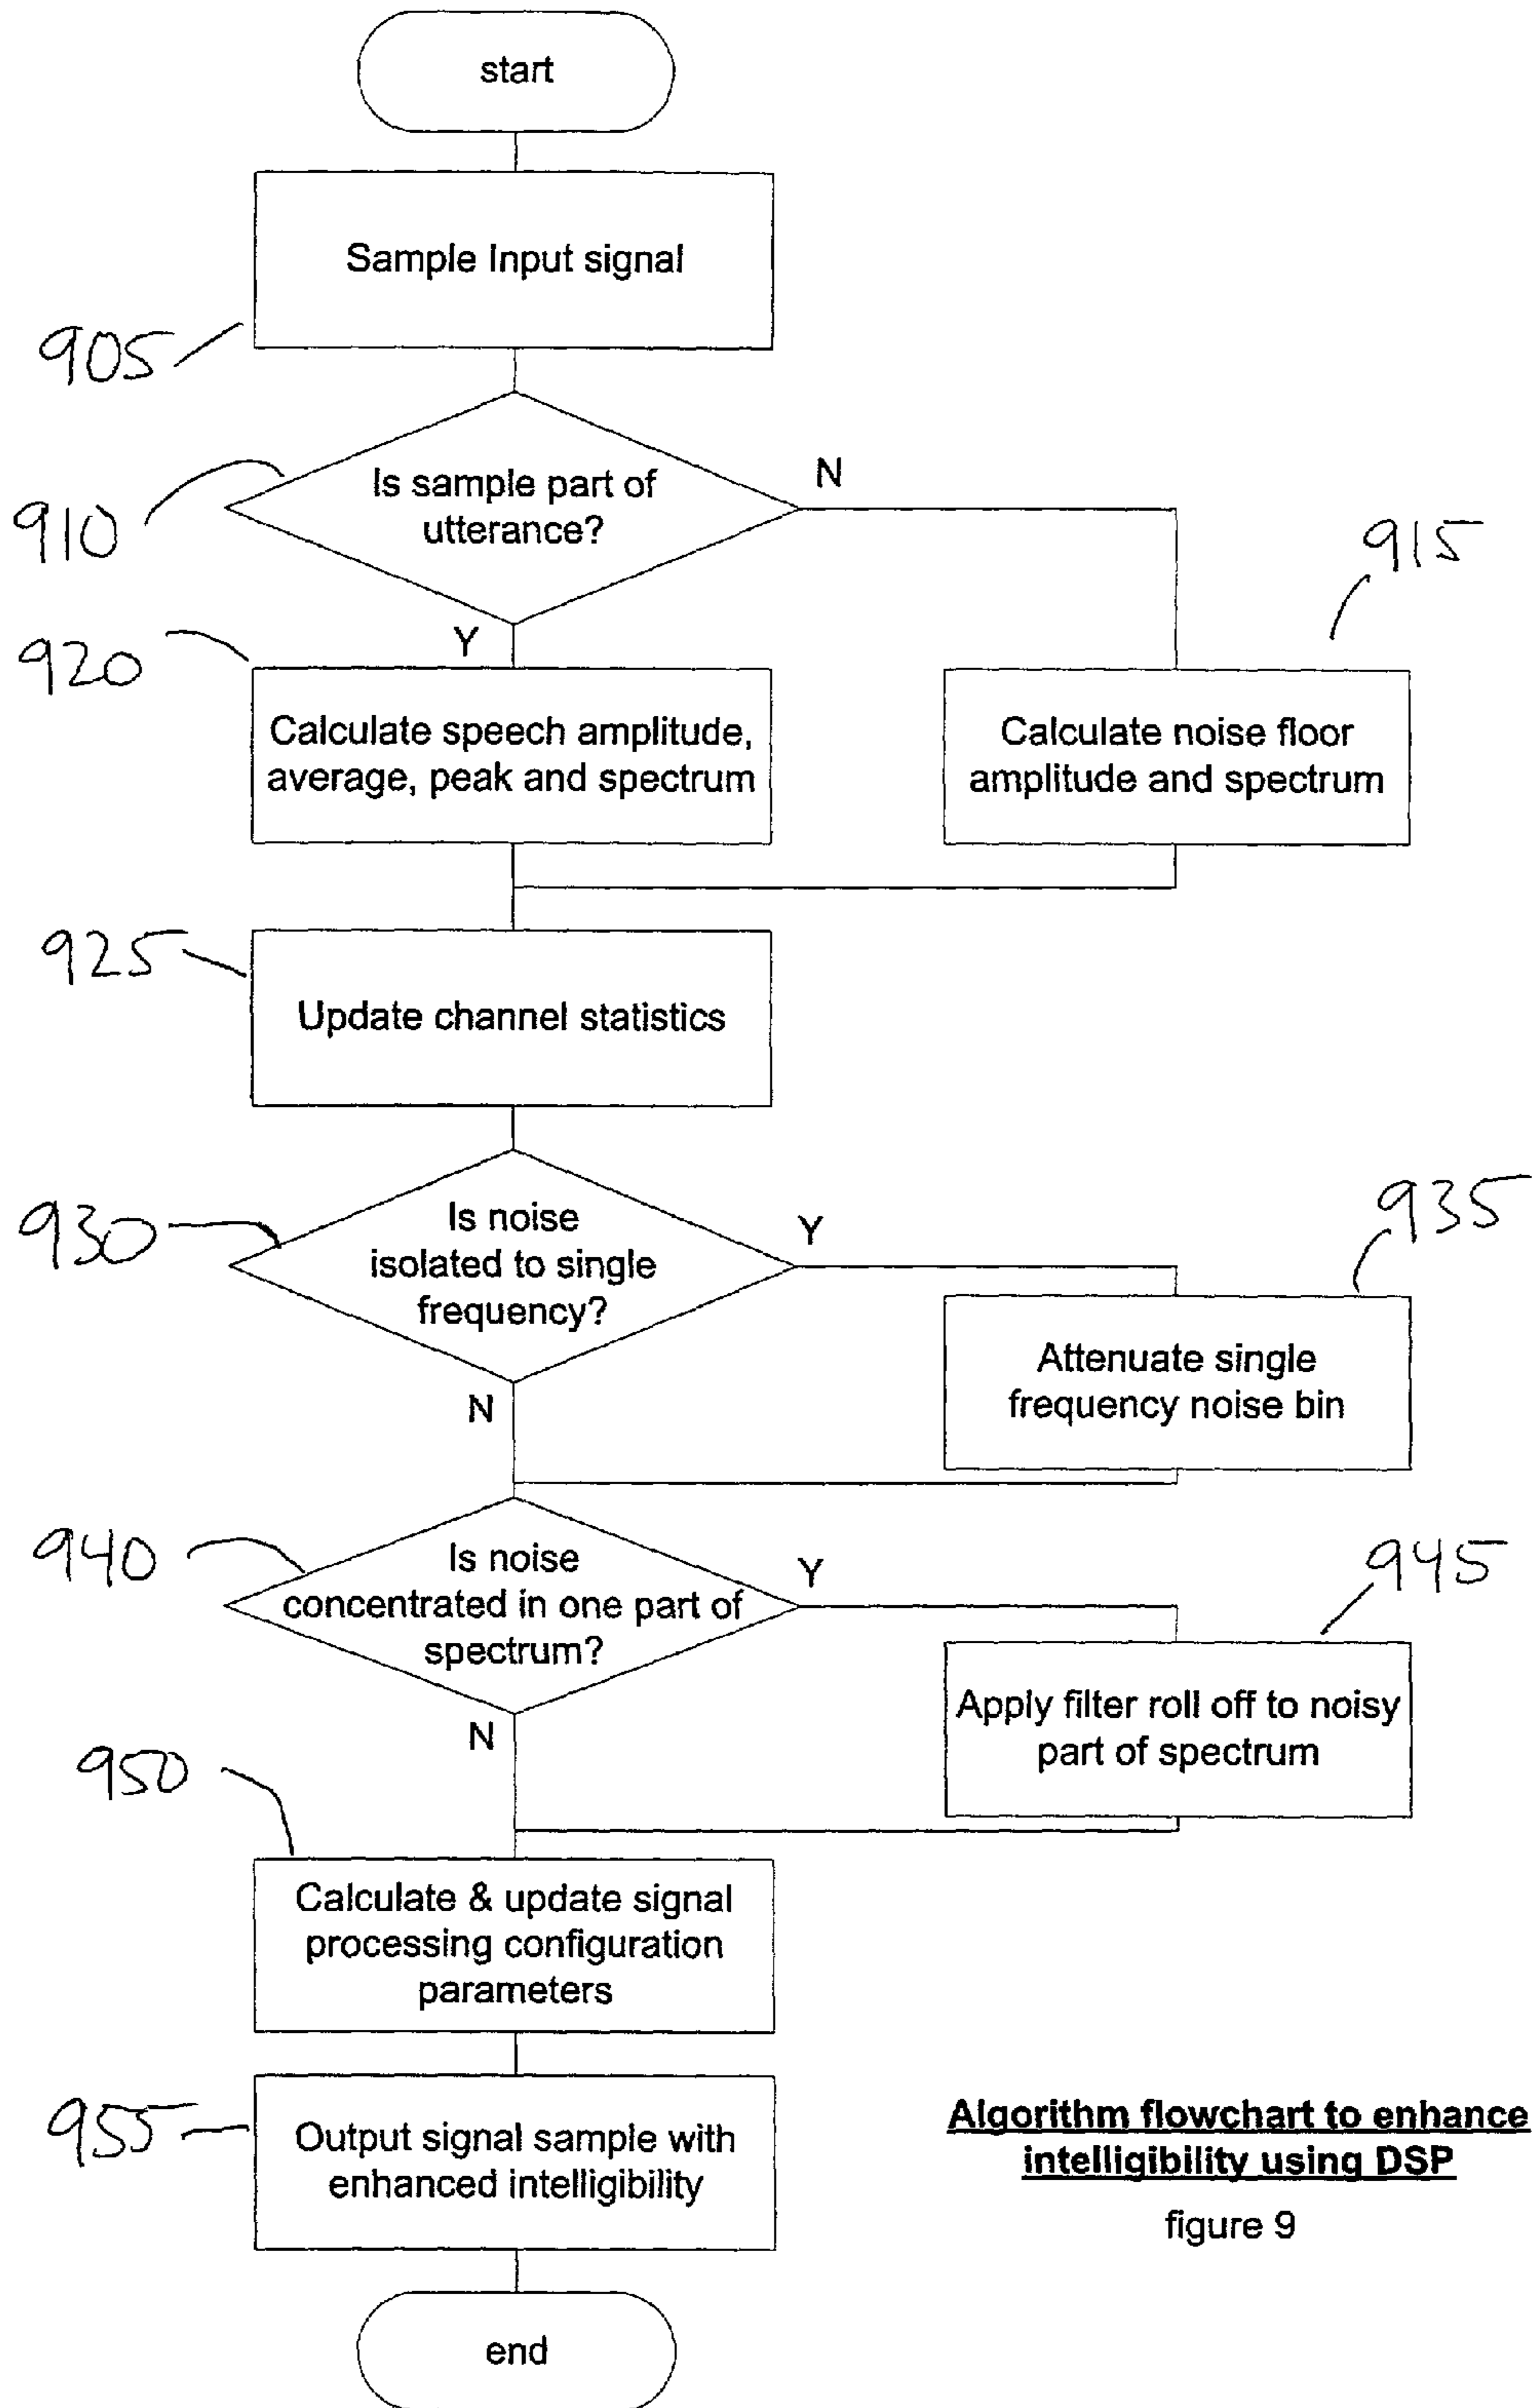 start
Sample Input signal
905
Is sample part of
utterance?
N
910
915
Y
920
Calculate speech amplitude,
average, peak and spectrum
Calculate noise floor
amplitude and spectrum
925
Update channel statistics
930
Is noise
isolated to single
frequency?
Y
935
Attenuate single
frequency noise bin
N
940
Is noise
concentrated in one part of
spectrum?
Y
945
Apply filter roll off to noisy
part of spectrum
N
950
Calculate & update signal
processing configuration
parameters
955
Output signal sample with
enhanced intelligibility
Algorithm flowchart to enhance
intelligibility using DSP
figure 9
end